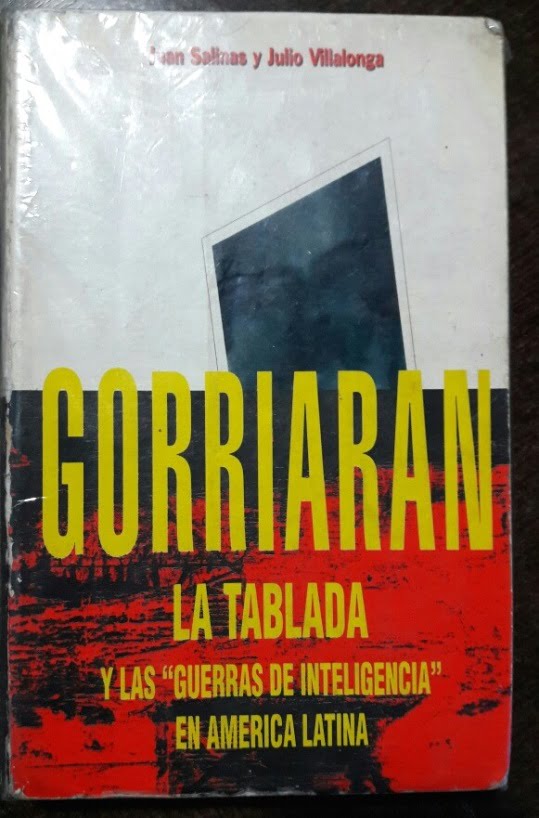 Juan Salinas y Julio Villalonga
GORRIARAN
LA TABLADA
Y LAS "GUERRAS DE INTELIGENCIA"
EN AMERICA LATINA